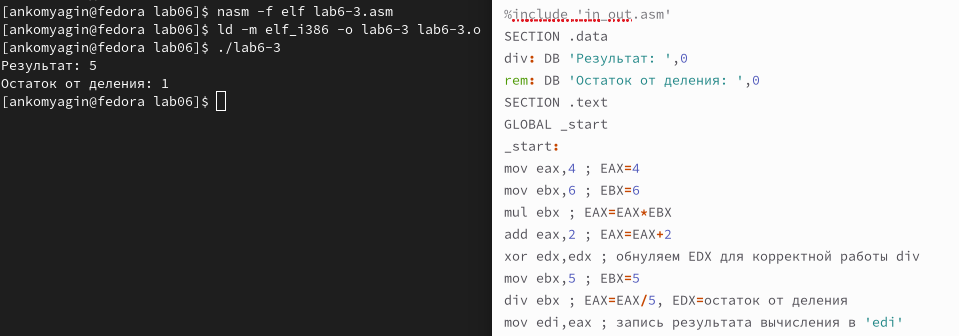 [ankomyagin@fedora lab06]$ nasm -f elf lab6-3.asm
[ankomyagin@fedora lab06]$ ld -m elf_i386 -o lab6-3 lab6-3.o
[ankomyagin@fedora lab06]$ ./lab6-3
Результат: 5
Остаток от деления: 1
[ankomyagin@fedora lab06]$
%include 'in_out.asm'
SECTION .data
div: DB 'Результат: ',0
rem: DB 'Остаток от деления: ',0
SECTION .text
GLOBAL _start
_start:
mov eax,4 ; EAX=4
mov ebx,6 ; EBX=6
mul ebx ; EAX=EAX*EBX
add eax,2 ; EAX=EAX+2
xor edx,edx ; обнуляем EDX для корректной работы div
mov ebx,5 ; EBX=5
div ebx ; EAX=EAX/5, EDX=остаток от деления
mov edi,eax ; запись результата вычисления в 'edi'